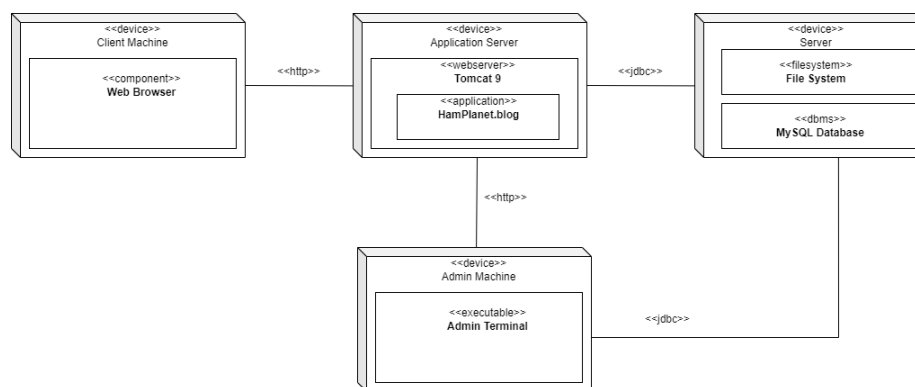 <<device>>
Client Machine
<<component>>
Web Browser
<<http>>
<<device>>
Application Server
<<webserver>>
Tomcat 9
<<application>>
HamPlanet.blog
<<jdbc>>
<<device>>
Server
<<filesystem>>
File System
<<dbms>>
MySQL Database
<<http>>
<<device>>
Admin Machine
<<executable>>
Admin Terminal
<<jdbc>>